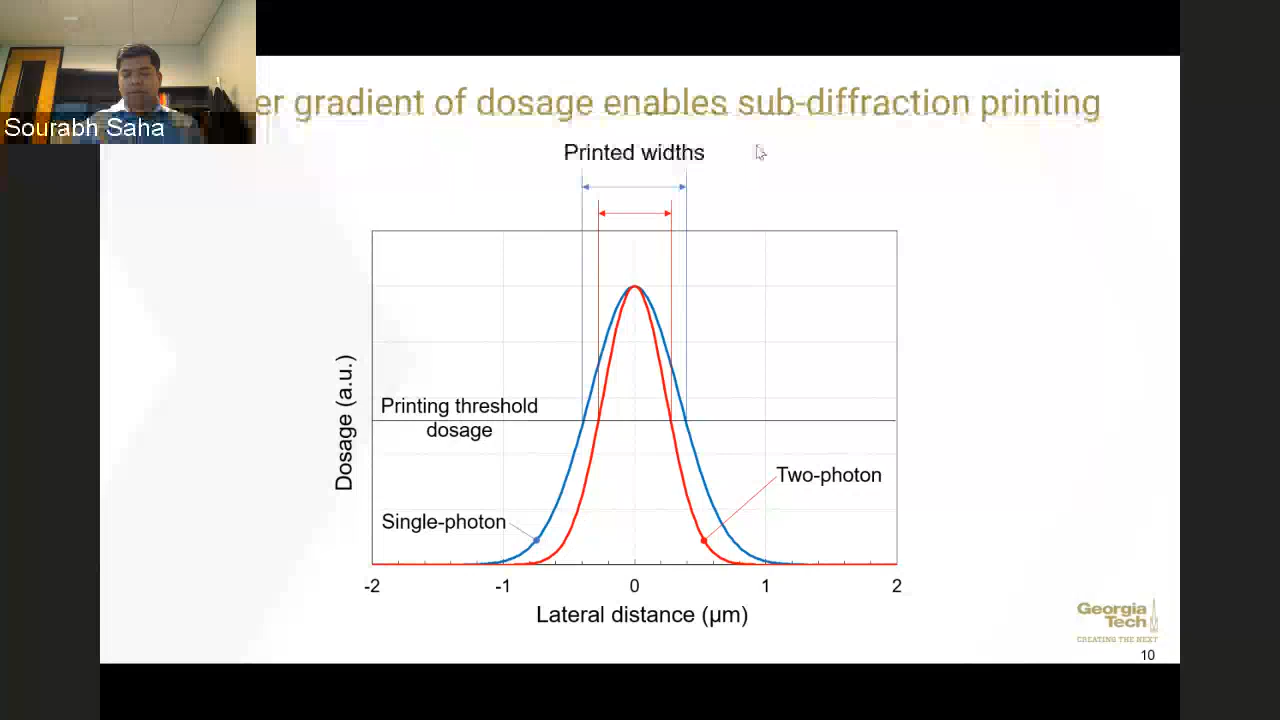 Sourabh Saha
er gradient of dosage enables sub-diffraction printing
Printed widths
Dosage (a.u.)
Printing threshold
dosage
Two-photon
Single-photon
-2 -1 0 1 2
Lateral distance (µm)
Georgia
Tech
CREATING THE NEXT
10